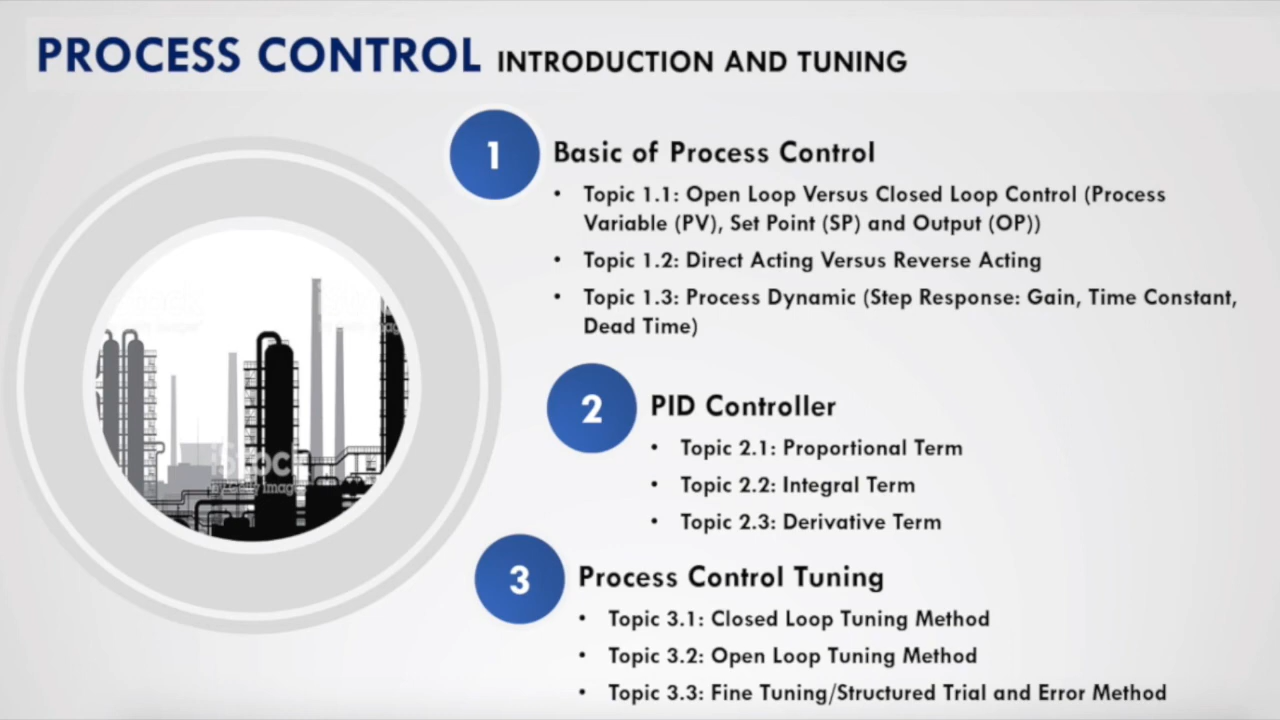 PROCESS CONTROL INTRODUCTION AND TUNING
1
Basic of Process Control
• Topic 1.1: Open Loop Versus Closed Loop Control (Process
Variable (PV), Set Point (SP) and Output (OP))
• Topic 1.2: Direct Acting Versus Reverse Acting
• Topic 1.3: Process Dynamic (Step Response: Gain, Time Constant,
Dead Time)
2
PID Controller
• Topic 2.1: Proportional Term
• Topic 2.2: Integral Term
• Topic 2.3: Derivative Term
3
Process Control Tuning
• Topic 3.1: Closed Loop Tuning Method
• Topic 3.2: Open Loop Tuning Method
• Topic 3.3: Fine Tuning/Structured Trial and Error Method
iStock